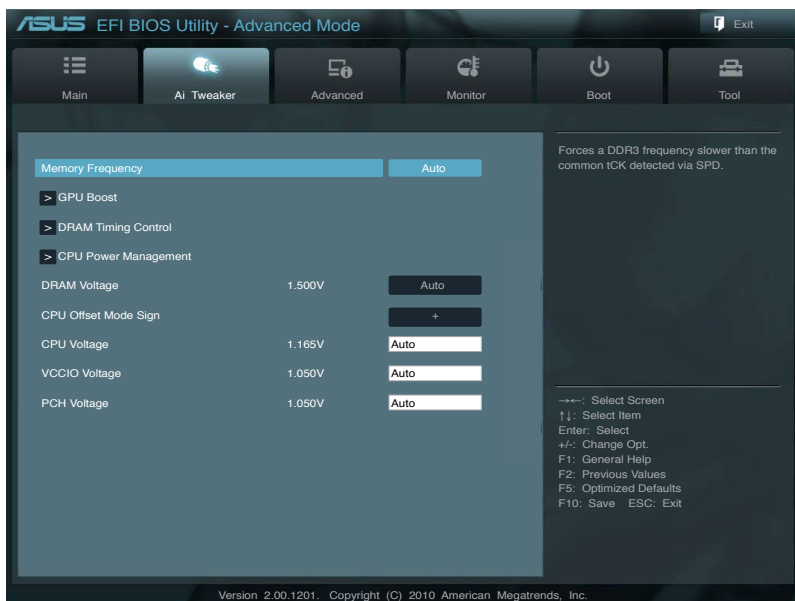 ASUS EFI BIOS Utility - Advanced Mode
Exit
Main Ai Tweaker Advanced Monitor Boot Tool
Memory Frequency Auto
> GPU Boost
> DRAM Timing Control
> CPU Power Management
DRAM Voltage 1.500V Auto
CPU Offset Mode Sign +
CPU Voltage 1.165V Auto
VCCIO Voltage 1.050V Auto
PCH Voltage 1.050V Auto
Forces a DDR3 frequency slower than the
common tCK detected via SPD.
→←: Select Screen
↑↓: Select Item
Enter: Select
+/-: Change Opt.
F1: General Help
F2: Previous Values
F5: Optimized Defaults
F10: Save ESC: Exit
Version 2.00.1201. Copyright (C) 2010 American Megatrends, Inc.